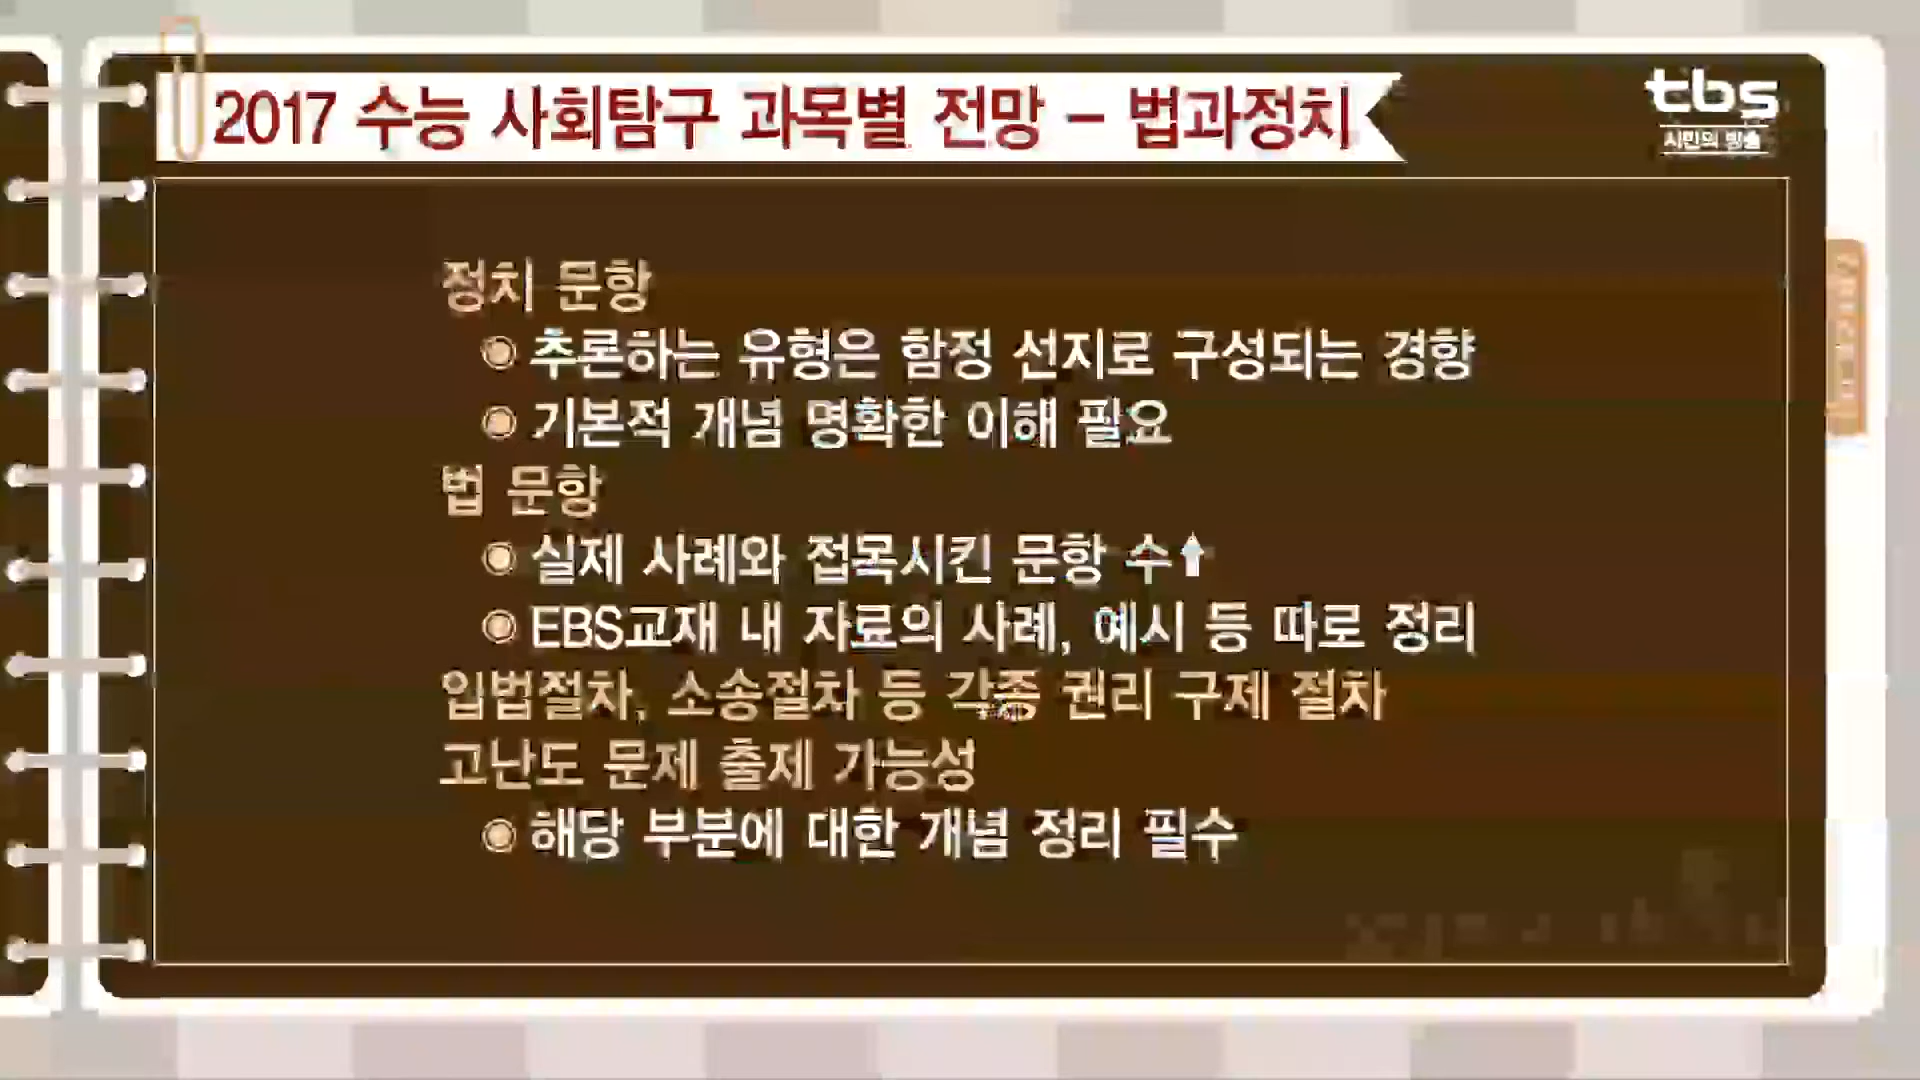 2017 수능 사회탐구 과목별 전망 - 법과정치
tbs
시민의 방송
정치 문항
◉ 추론하는 유형은 함정 선지로 구성되는 경향
◉ 기본적 개념 명확한 이해 필요
법 문항
◉ 실제 사례와 접목시킨 문항 수⬆
◉ EBS교재 내 자료의 사례, 예시 등 따로 정리
입법절차, 소송절차 등 각종 권리 구제 절차
고난도 문제 출제 가능성
◉ 해당 부분에 대한 개념 정리 필수